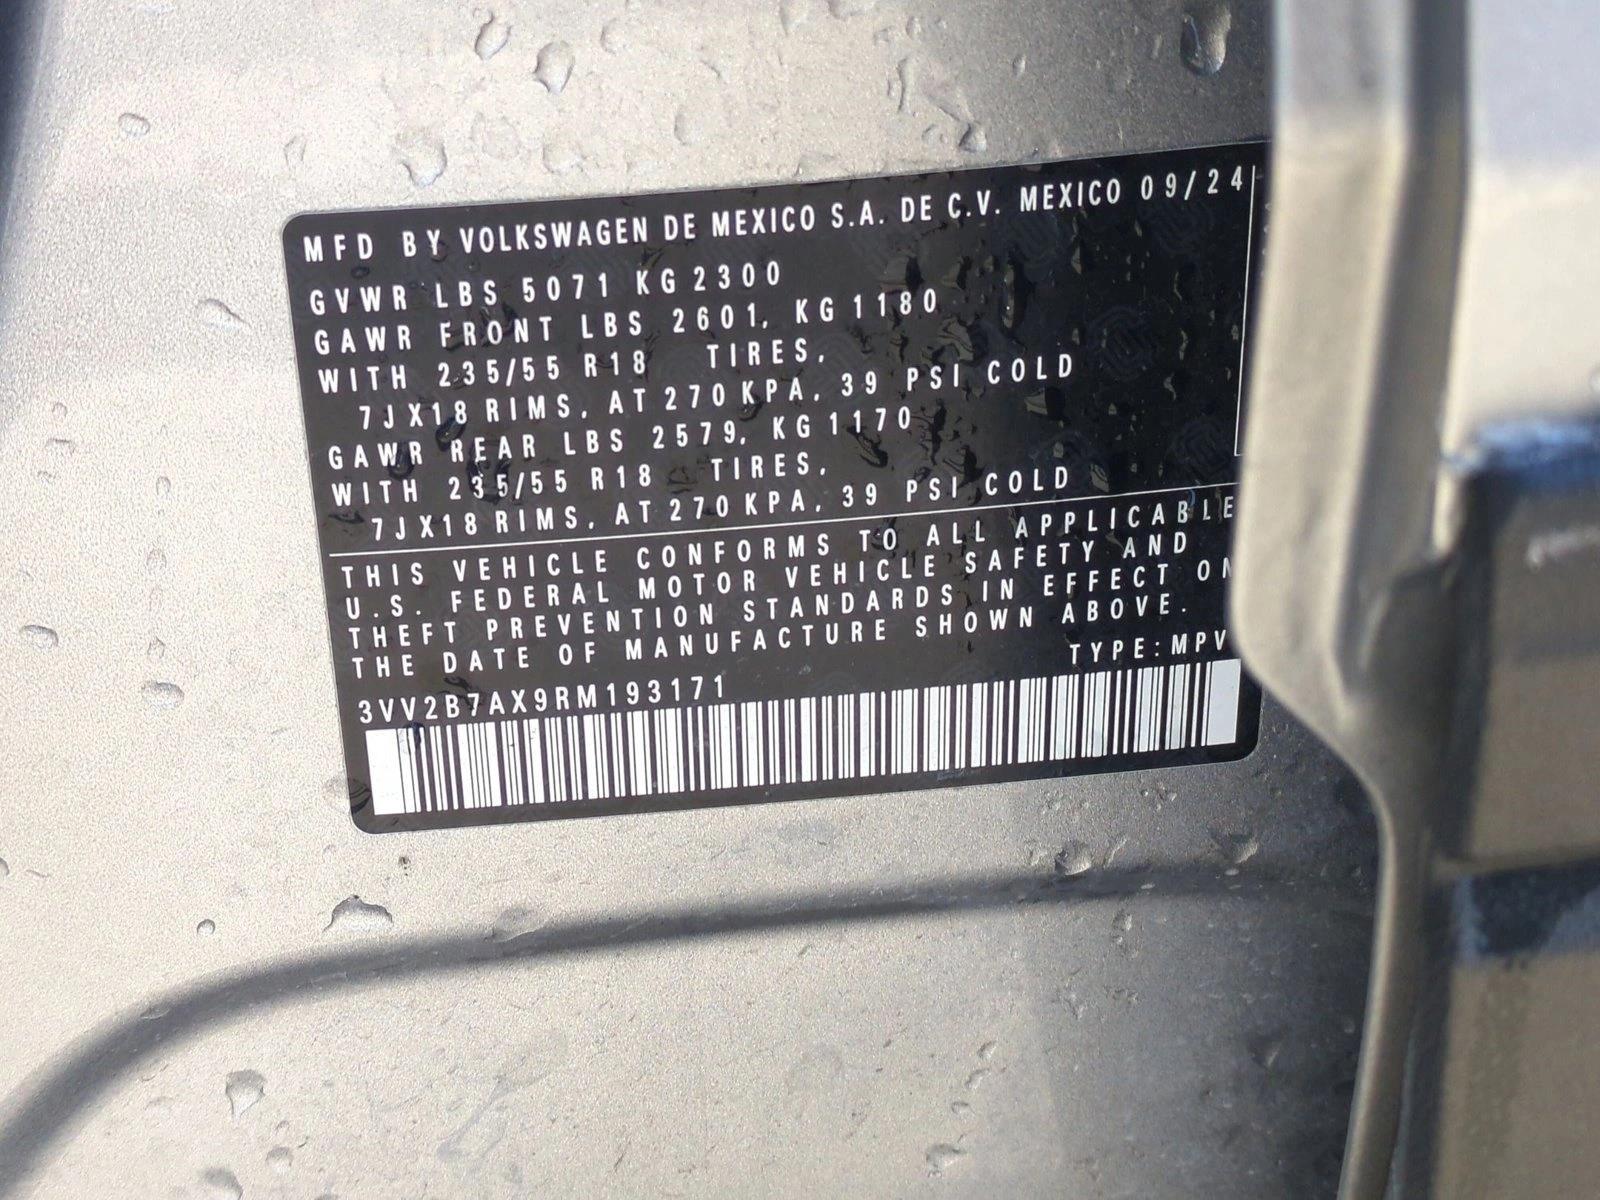 MFD BY VOLKSWAGEN DE MEXICO S.A. DE C.V. MEXICO 09/24
GVWR LBS 5071 KG 2300
GAWR FRONT LBS 2601, KG 1180
WITH 235/55 R18 TIRES,
7JX18 RIMS, AT 270 KPA, 39 PSI COLD
GAWR REAR LBS 2579, KG 1170
WITH 235/55 R18 TIRES,
7JX18 RIMS, AT 270 KPA, 39 PSI COLD
THIS VEHICLE CONFORMS TO ALL APPLICABLE
U.S. FEDERAL MOTOR VEHICLE SAFETY AND
THEFT PREVENTION STANDARDS IN EFFECT ON
THE DATE OF MANUFACTURE SHOWN ABOVE.
TYPE:MPV
3VV2B7AX9RM193171